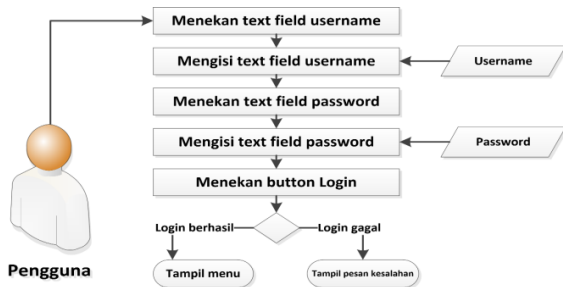 Menekan text field username
Mengisi text field username
Username
Menekan text field password
Mengisi text field password
Password
Menekan button Login
Login berhasil
Login gagal
Pengguna
Tampil menu
Tampil pesan kesalahan